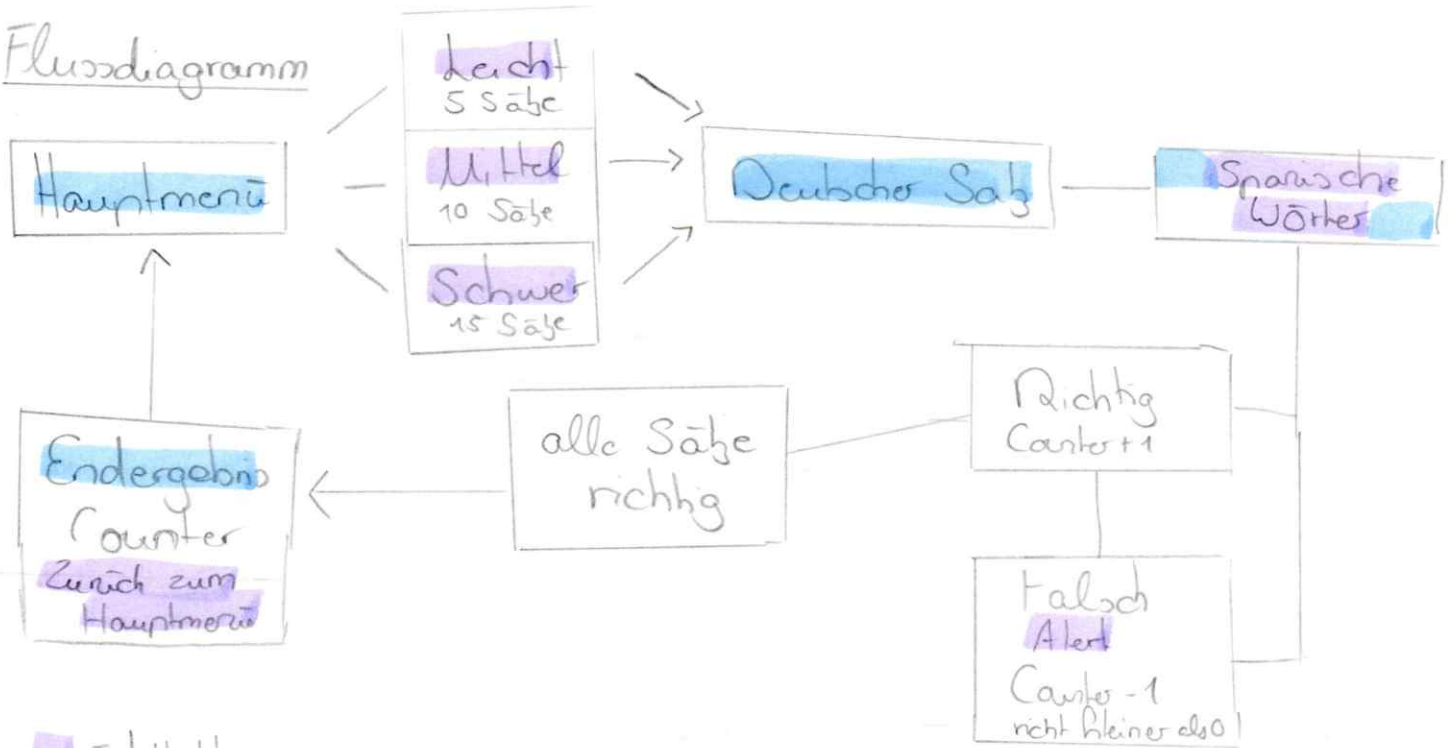 Flussdiagramm
Hauptmenü
Leicht
5 Sätze
Mittel
10 Sätze
Schwer
15 Sätze
Deutscher Satz
Spanische
Wörter
Richtig
Counter +1
Falsch
Alert
Counter -1
nicht kleiner als 0
alle Sätze
richtig
Endergebnis
Counter
Zurück zum
Hauptmenü